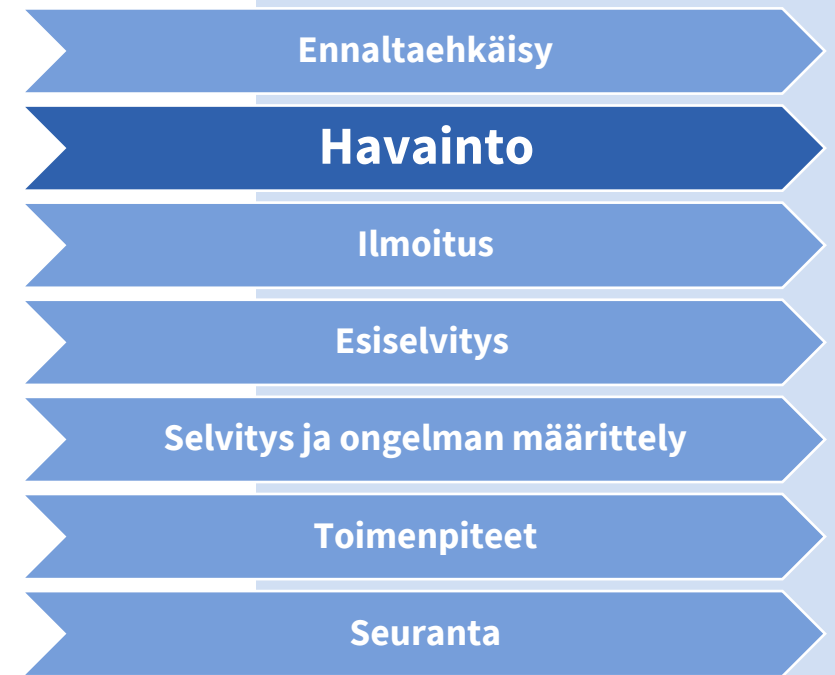 Ennaltaehkäisy
Havainto
Ilmoitus
Esiselvitys
Selvitys ja ongelman määrittely
Toimenpiteet
Seuranta